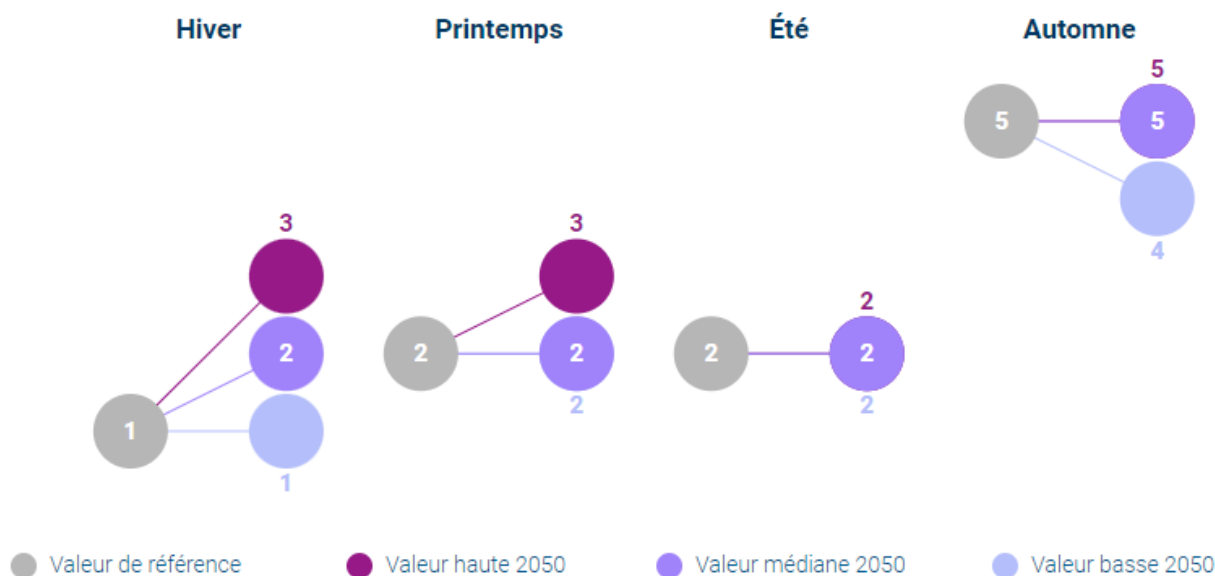 Hiver
Printemps
Été
Automne
5
5
5
4
3
3
2
1
1
2
2
2
2
2
2
Valeur de référence
Valeur haute 2050
Valeur médiane 2050
Valeur basse 2050